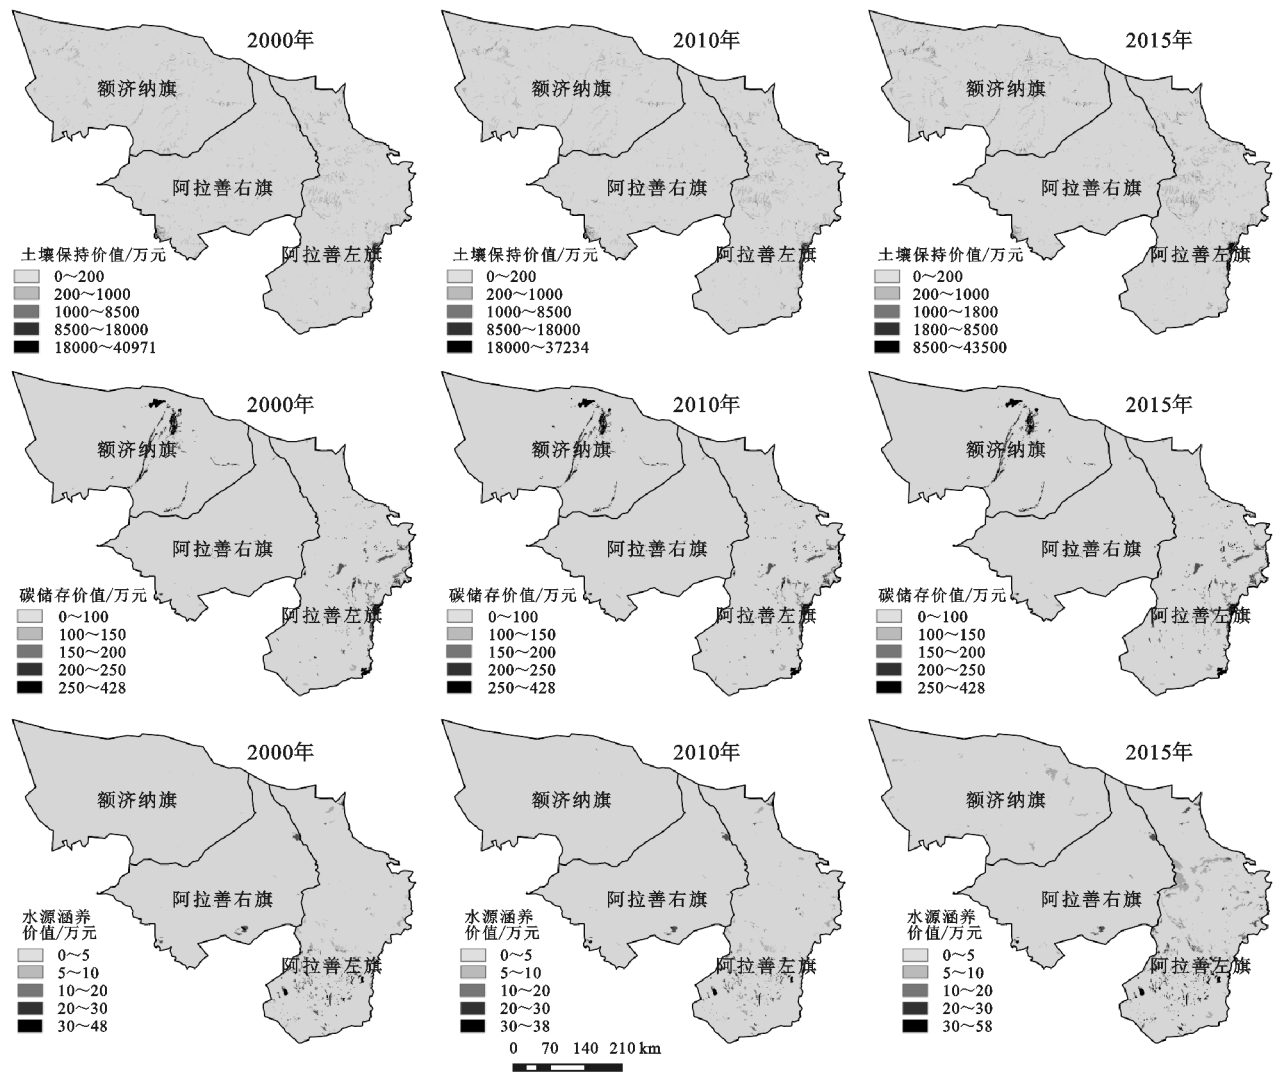 2000年
额济纳旗
阿拉善右旗
阿拉善左旗
土壤保持价值/万元
0～200
200～1000
1000～8500
8500～18000
18000～40971
2010年
额济纳旗
阿拉善右旗
阿拉善左旗
土壤保持价值/万元
0～200
200～1000
1000～8500
8500～18000
18000～37234
2015年
额济纳旗
阿拉善右旗
阿拉善左旗
土壤保持价值/万元
0～200
200～1000
1000～1800
1800～8500
8500～43500
2000年
额济纳旗
阿拉善右旗
阿拉善左旗
碳储存价值/万元
0～100
100～150
150～200
200～250
250～428
2010年
额济纳旗
阿拉善右旗
阿拉善左旗
碳储存价值/万元
0～100
100～150
150～200
200～250
250～428
2015年
额济纳旗
阿拉善右旗
阿拉善左旗
碳储存价值/万元
0～100
100～150
150～200
200～250
250～428
2000年
额济纳旗
阿拉善右旗
阿拉善左旗
水源涵养
价值/万元
0～5
5～10
10～20
20～30
30～48
2010年
额济纳旗
阿拉善右旗
阿拉善左旗
水源涵养
价值/万元
0～5
5～10
10～20
20～30
30～38
2015年
额济纳旗
阿拉善右旗
阿拉善左旗
水源涵养
价值/万元
0～5
5～10
10～20
20～30
30～58
0 70 140 210 km